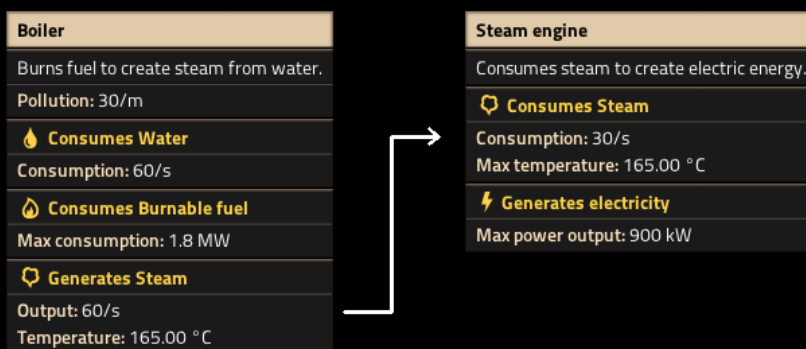 Boiler
Burns fuel to create steam from water.
Pollution: 30/m
Consumes Water
Consumption: 60/s
Consumes Burnable fuel
Max consumption: 1.8 MW
Generates Steam
Output: 60/s
Temperature: 165.00 °C
Steam engine
Consumes steam to create electric energy.
Consumes Steam
Consumption: 30/s
Max temperature: 165.00 °C
Generates electricity
Max power output: 900 kW